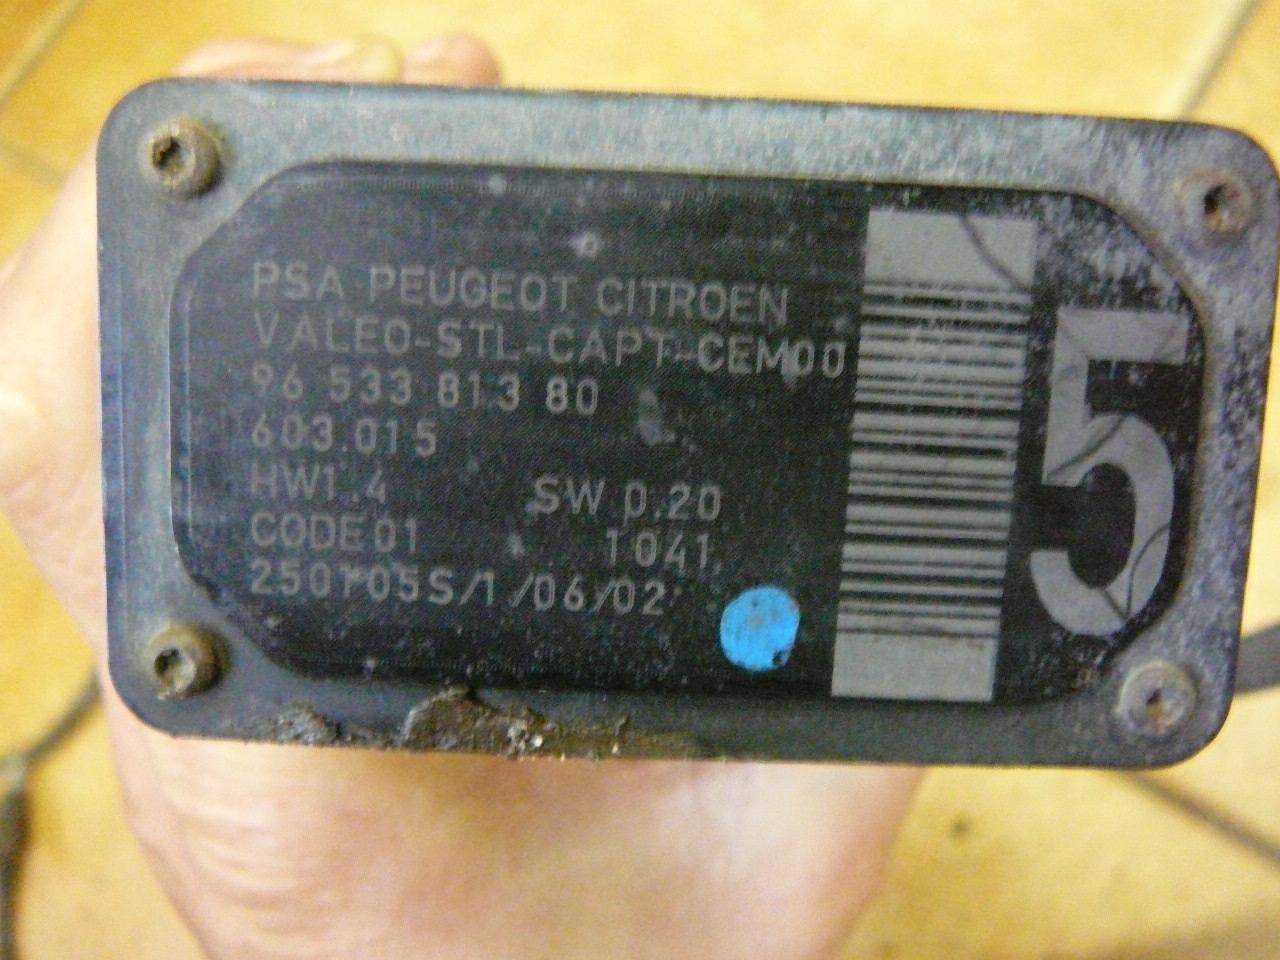 PSA PEUGEOT CITROEN
VALEO-STL-CAPT-CEM00
96 533 813 80
603.015
HW1.4 SW 0.20
CODE01 1041
250105S/1/06/02
5